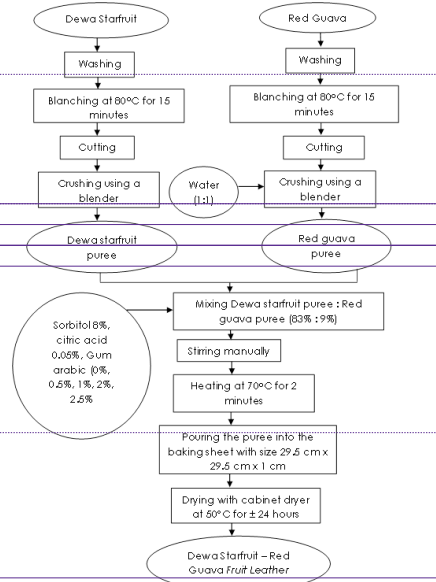 Dewa Starfruit
Red Guava
Washing
Washing
Blanching at 80°C for 15
minutes
Blanching at 80°C for 15
minutes
Cutting
Cutting
Crushing using a
blender
Water
(1:1)
Crushing using a
blender
Dewa starfruit
puree
Red guava
puree
Mixing Dewa starfruit puree : Red
guava puree (83% : 9%)
Sorbitol 8%,
citric acid
0.05%, Gum
arabic (0%,
0.5%, 1%, 2%,
2.5%
Stirring manually
Heating at 70°C for 2
minutes
Pouring the puree into the
baking sheet with size 29.5 cm x
29.5 cm x 1 cm
Drying with cabinet dryer
at 50°C for ± 24 hours
Dewa Starfruit – Red
Guava Fruit Leather